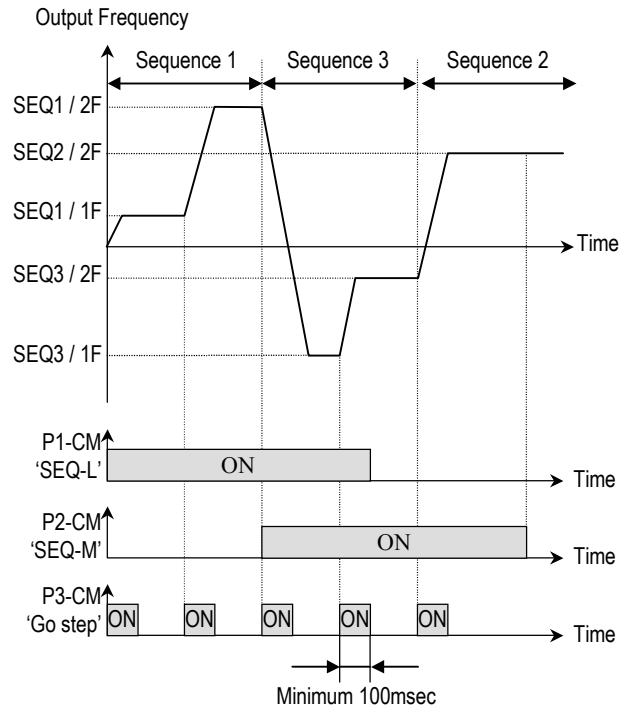 Output Frequency
Sequence 1 Sequence 3 Sequence 2
SEQ1 / 2F
SEQ2 / 2F
SEQ1 / 1F
Time
SEQ3 / 2F
SEQ3 / 1F
P1-CM
'SEQ-L'
ON
Time
P2-CM
'SEQ-M'
ON
Time
P3-CM
'Go step'
ON ON ON ON ON
Time
Minimum 100msec